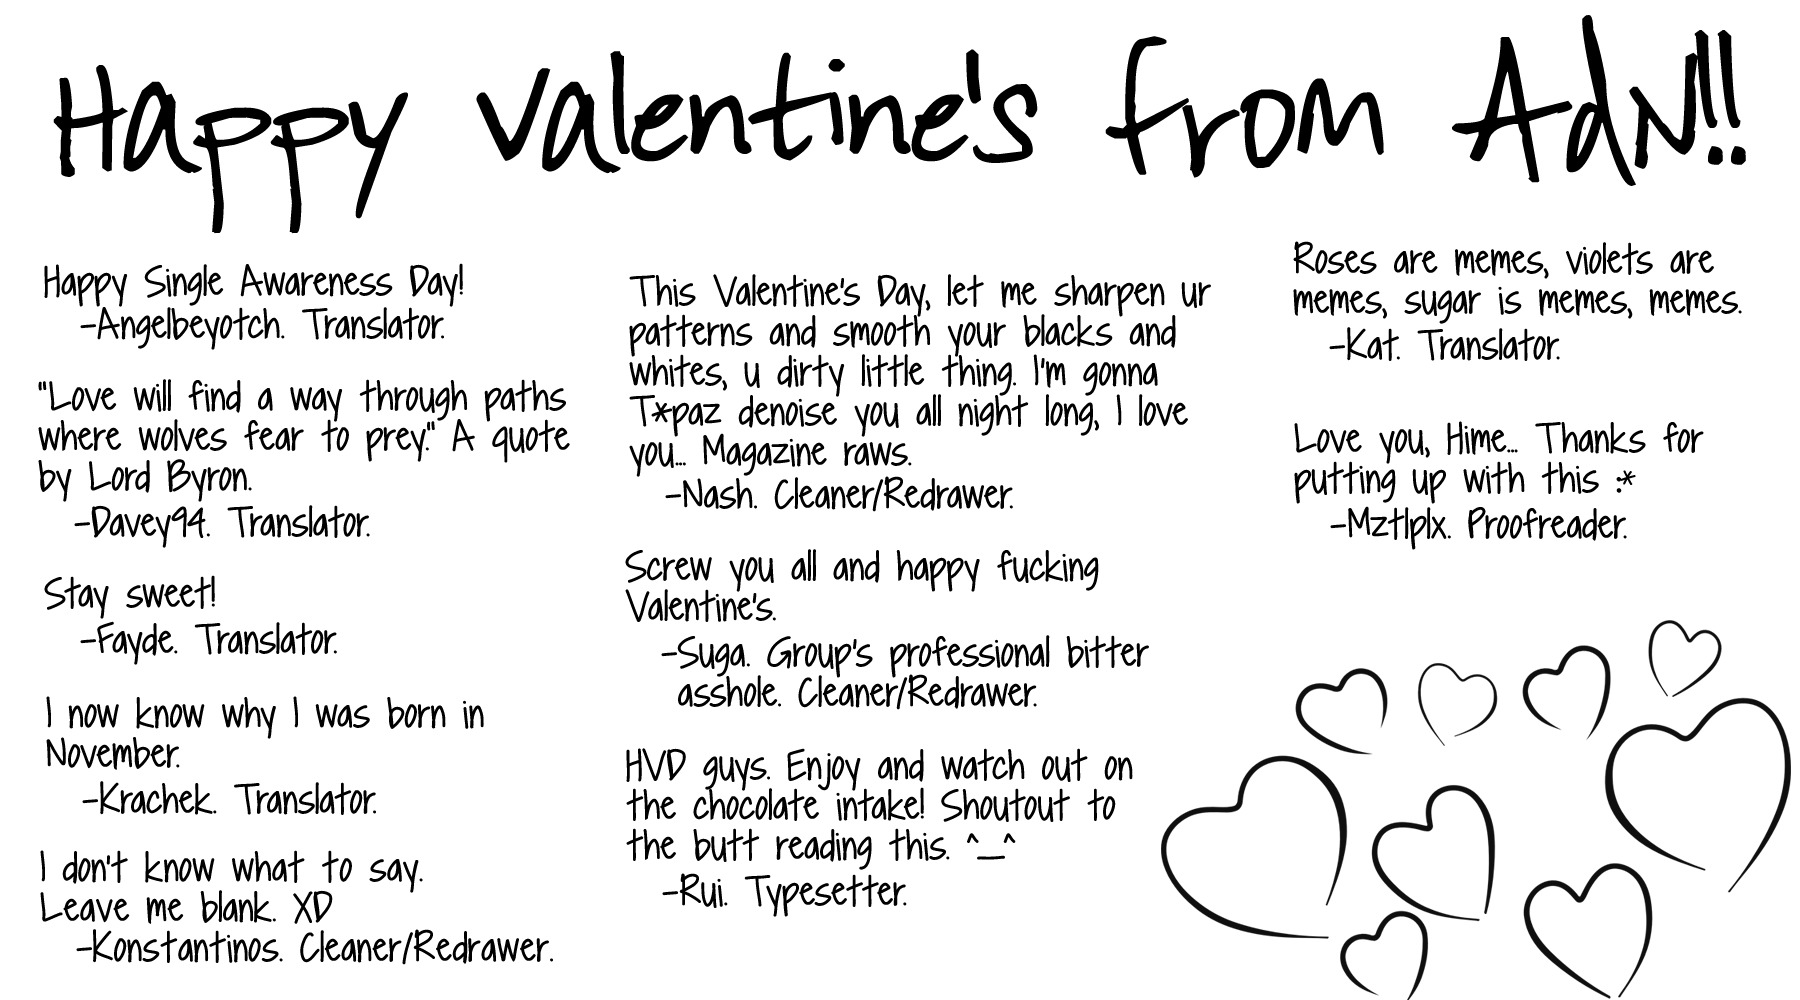 Happy Valentine's from AdN!!
Happy Single Awareness Day!
-Angelbeyotch. Translator.
"Love will find a way through paths
where wolves fear to prey." A quote
by Lord Byron.
-Davey94. Translator.
Stay sweet!
-Fayde. Translator.
I now know why I was born in
November.
-Krachek. Translator.
I don't know what to say.
Leave me blank. XD
-Konstantinos. Cleaner/Redrawer.
This Valentine's Day, let me sharpen ur
patterns and smooth your blacks and
whites, u dirty little thing. I'm gonna
T*paz denoise you all night long, I love
you... Magazine raws.
-Nash. Cleaner/Redrawer.
Screw you all and happy fucking
Valentine's.
-Suga. Group's professional bitter
asshole. Cleaner/Redrawer.
HVD guys. Enjoy and watch out on
the chocolate intake! Shoutout to
the butt reading this. ^__^
-Rui. Typesetter.
Roses are memes, violets are
memes, sugar is memes, memes.
-Kat. Translator.
Love you, Hime... Thanks for
putting up with this :*
-Mztlplx. Proofreader.